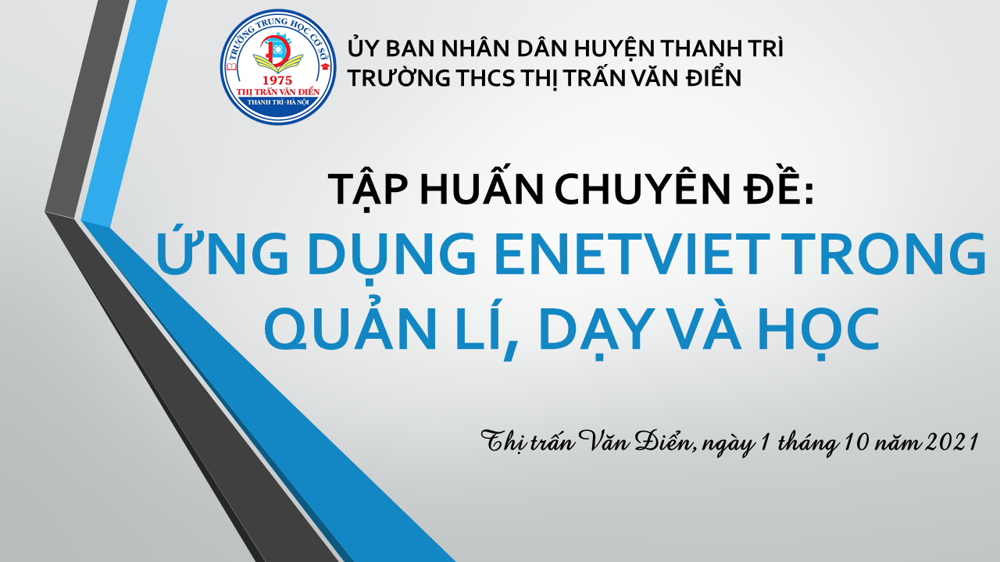 TRƯỜNG TRUNG HỌC CƠ SỞ
1975
THỊ TRẤN VĂN ĐIỂN
THANH TRÌ - HÀ NỘI
ỦY BAN NHÂN DÂN HUYỆN THANH TRÌ
TRƯỜNG THCS THỊ TRẤN VĂN ĐIỂN
TẬP HUẤN CHUYÊN ĐỀ:
ỨNG DỤNG ENETVIET TRONG
QUẢN LÍ, DẠY VÀ HỌC
Thị trấn Văn Điển, ngày 1 tháng 10 năm 2021